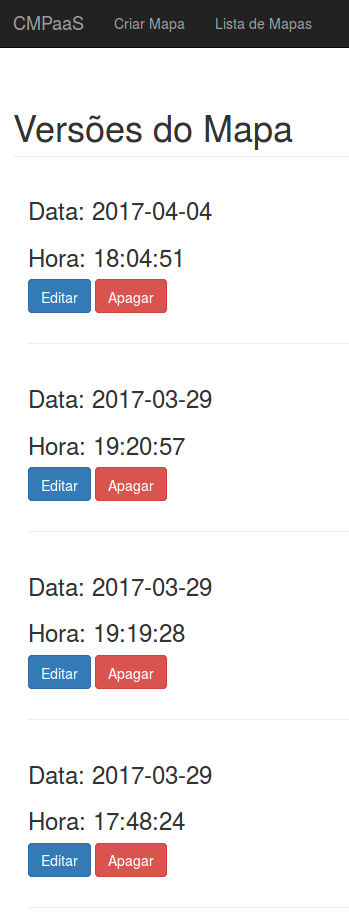 CMPaaS Criar Mapa Lista de Mapas
Versões do Mapa
Data: 2017-04-04
Hora: 18:04:51
Editar Apagar
Data: 2017-03-29
Hora: 19:20:57
Editar Apagar
Data: 2017-03-29
Hora: 19:19:28
Editar Apagar
Data: 2017-03-29
Hora: 17:48:24
Editar Apagar